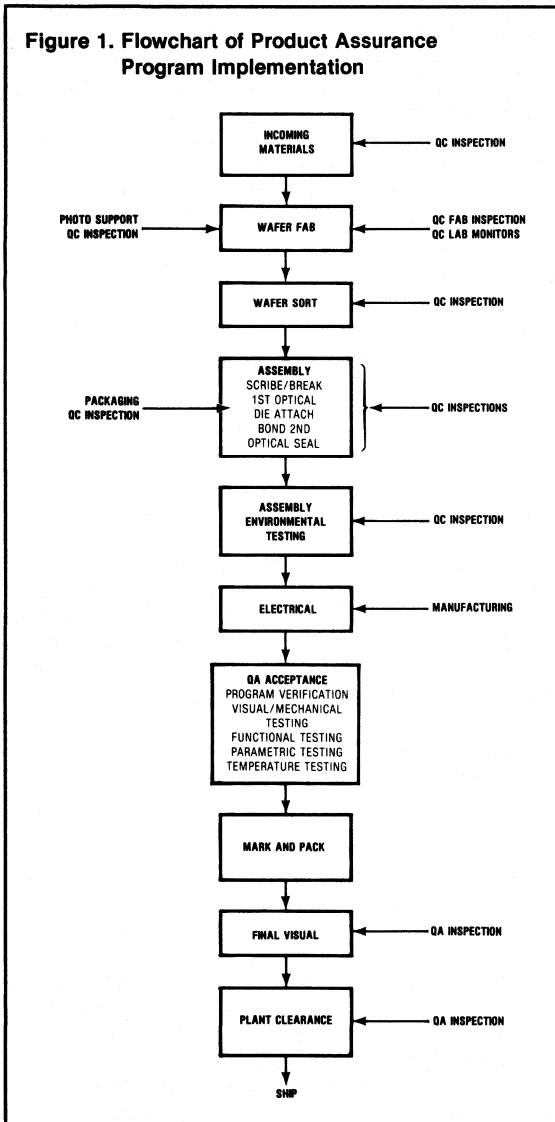 Figure 1. Flowchart of Product Assurance
Program Implementation
INCOMING
MATERIALS
QC INSPECTION
PHOTO SUPPORT
QC INSPECTION
WAFER FAB
QC FAB INSPECTION
QC LAB MONITORS
WAFER SORT
QC INSPECTION
PACKAGING
QC INSPECTION
ASSEMBLY
SCRIBE/BREAK
1ST OPTICAL
DIE ATTACH
BOND 2ND
OPTICAL SEAL
QC INSPECTIONS
ASSEMBLY
ENVIRONMENTAL
TESTING
QC INSPECTION
ELECTRICAL
MANUFACTURING
QA ACCEPTANCE
PROGRAM VERIFICATION
VISUAL/MECHANICAL
TESTING
FUNCTIONAL TESTING
PARAMETRIC TESTING
TEMPERATURE TESTING
MARK AND PACK
FINAL VISUAL
QA INSPECTION
PLANT CLEARANCE
QA INSPECTION
SHIP